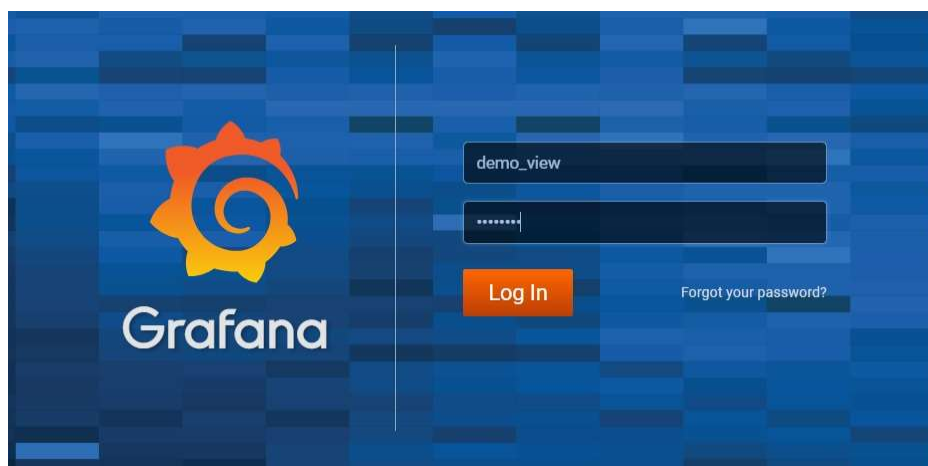 Grafana
demo_view
••••••••
Log In
Forgot your password?